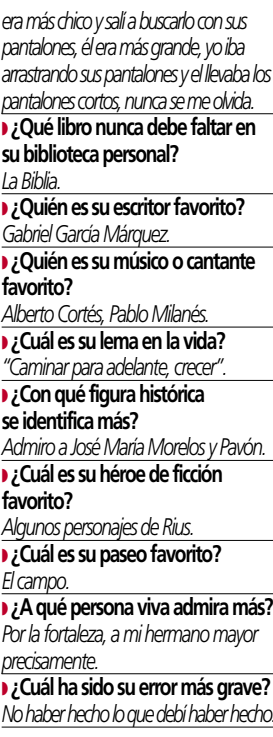 era más chico y salí a buscarlo con sus
pantalones, él era más grande, yo iba
arrastrando sus pantalones y el llevaba los
pantalones cortos, nunca se me olvida.
◗ ¿Qué libro nunca debe faltar en
su biblioteca personal?
La Biblia.
◗ ¿Quién es su escritor favorito?
Gabriel García Márquez.
◗ ¿Quién es su músico o cantante
favorito?
Alberto Cortés, Pablo Milanés.
◗ ¿Cuál es su lema en la vida?
“Caminar para adelante, crecer”.
◗ ¿Con qué figura histórica
se identifica más?
Admiro a José María Morelos y Pavón.
◗ ¿Cuál es su héroe de ficción
favorito?
Algunos personajes de Rius.
◗ ¿Cuál es su paseo favorito?
El campo.
◗ ¿A qué persona viva admira más?
Por la fortaleza, a mi hermano mayor
precisamente.
◗ ¿Cuál ha sido su error más grave?
No haber hecho lo que debí haber hecho.